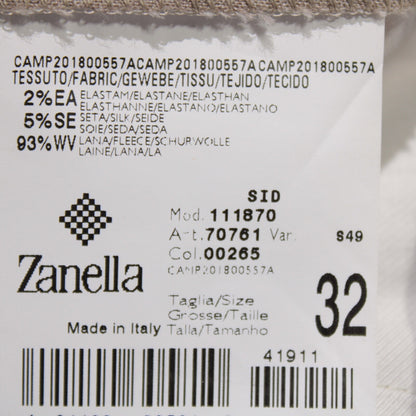 CAMP201800557ACAMP201800557ACAMP201800557A
TESSUTO/FABRIC/GEWEBE/TISSU/TEJIDO/TECIDO
2%EA ELASTAM/ELASTANE/ELASTHAN
ELASTHANNE/ELASTANO/ELASTANO
5%SE SETA/SILK/SEIDE
SOIE/SEDA/SEDA
93%WV LANA/FLEECE/SCHURWOLLE
LAINE/LANA/LA
SID
Mod. 111870
Art. 70761 Var. S49
Col. 00265
CAMP201800557A
Zanella
Taglia/Size
Grosse/Taille
Talla/Tamanho
32
Made in Italy
41911